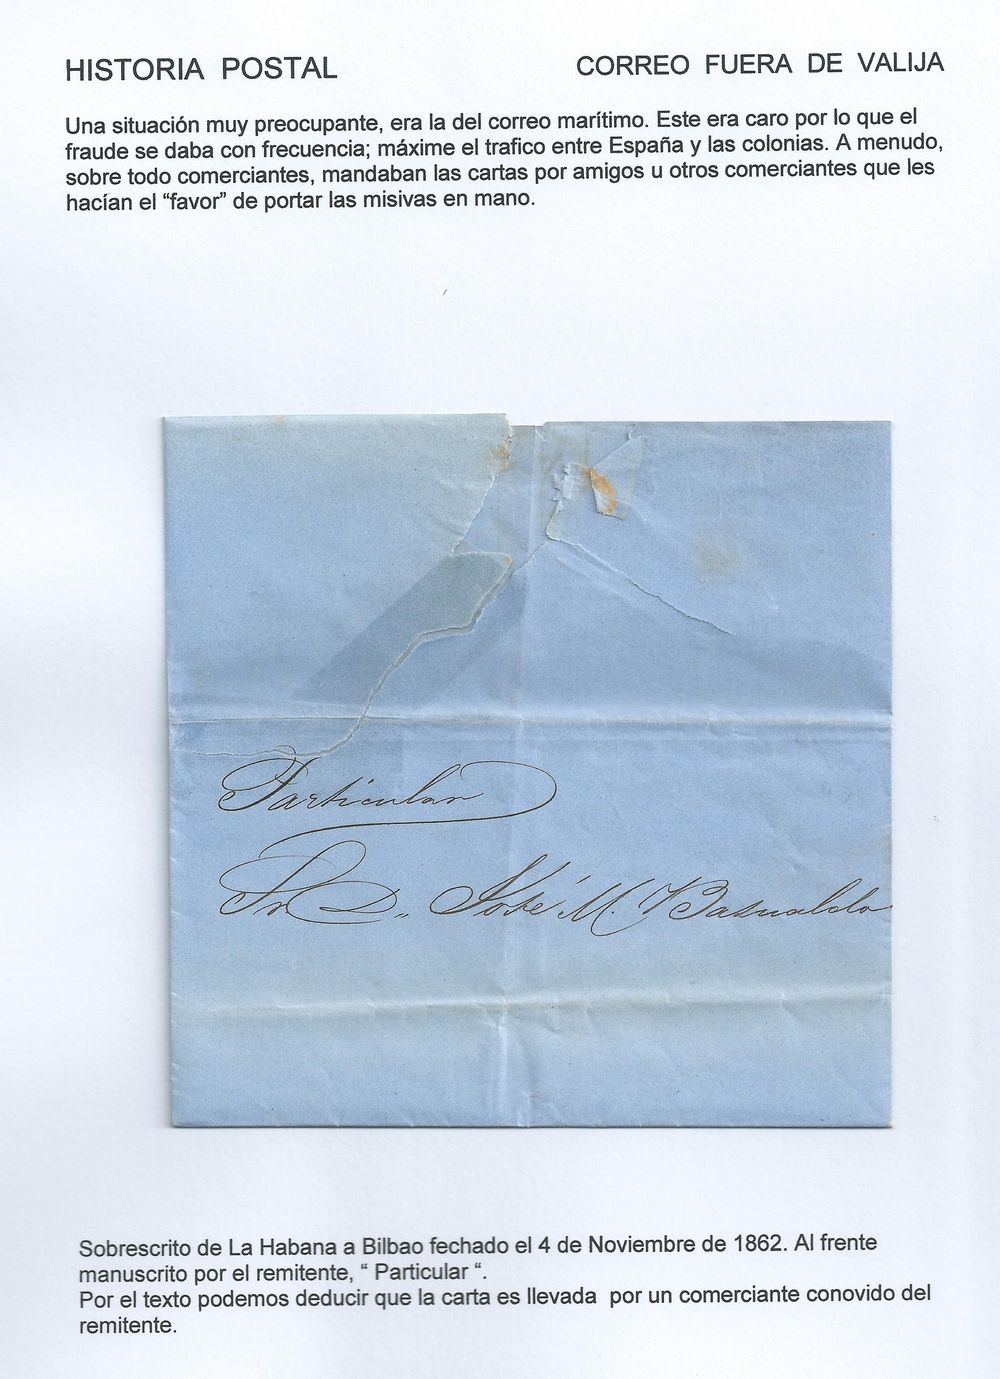 HISTORIA POSTAL
CORREO FUERA DE VALIJA
Una situación muy preocupante, era la del correo marítimo. Este era caro por lo que el
fraude se daba con frecuencia; máxime el trafico entre España y las colonias. A menudo,
sobre todo comerciantes, mandaban las cartas por amigos u otros comerciantes que les
hacían el “favor” de portar las misivas en mano.
Particular
Sr D„ José M. Basualdo
Sobrescrito de La Habana a Bilbao fechado el 4 de Noviembre de 1862. Al frente
manuscrito por el remitente, “ Particular “.
Por el texto podemos deducir que la carta es llevada por un comerciante conovido del
remitente.